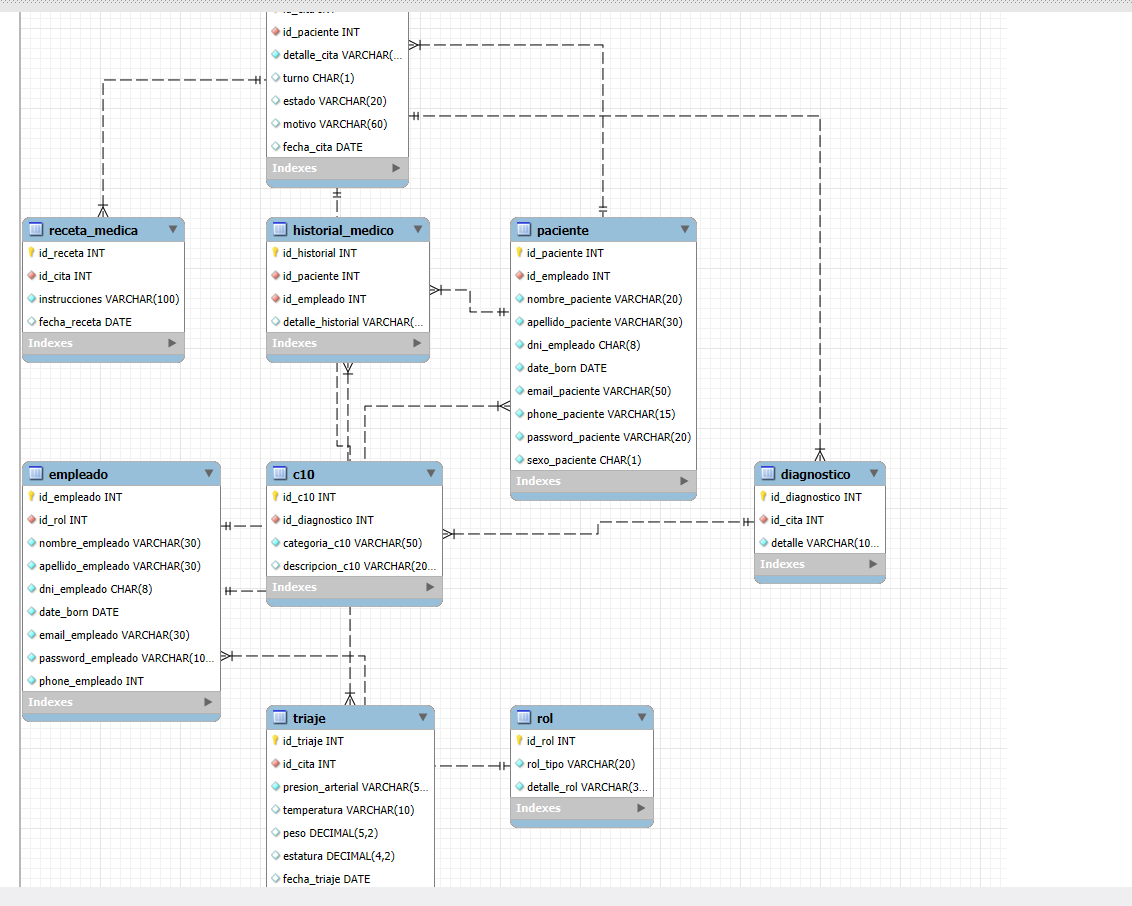 id_paciente INT
detalle_cita VARCHAR(...
turno CHAR(1)
estado VARCHAR(20)
motivo VARCHAR(60)
fecha_cita DATE
Indexes
receta_medica
id_receta INT
id_cita INT
instrucciones VARCHAR(100)
fecha_receta DATE
Indexes
historial_medico
id_historial INT
id_paciente INT
id_empleado INT
detalle_historial VARCHAR(...
Indexes
paciente
id_paciente INT
id_empleado INT
nombre_paciente VARCHAR(20)
apellido_paciente VARCHAR(30)
dni_empleado CHAR(8)
date_born DATE
email_paciente VARCHAR(50)
phone_paciente VARCHAR(15)
password_paciente VARCHAR(20)
sexo_paciente CHAR(1)
Indexes
empleado
id_empleado INT
id_rol INT
nombre_empleado VARCHAR(30)
apellido_empleado VARCHAR(30)
dni_empleado CHAR(8)
date_born DATE
email_empleado VARCHAR(30)
password_empleado VARCHAR(10...
phone_empleado INT
Indexes
c10
id_c10 INT
id_diagnostico INT
categoria_c10 VARCHAR(50)
descripcion_c10 VARCHAR(20...
Indexes
diagnostico
id_diagnostico INT
id_cita INT
detalle VARCHAR(10...
Indexes
triaje
id_triaje INT
id_cita INT
presion_arterial VARCHAR(5...
temperatura VARCHAR(10)
peso DECIMAL(5,2)
estatura DECIMAL(4,2)
fecha_triaje DATE
rol
id_rol INT
rol_tipo VARCHAR(20)
detalle_rol VARCHAR(3...
Indexes